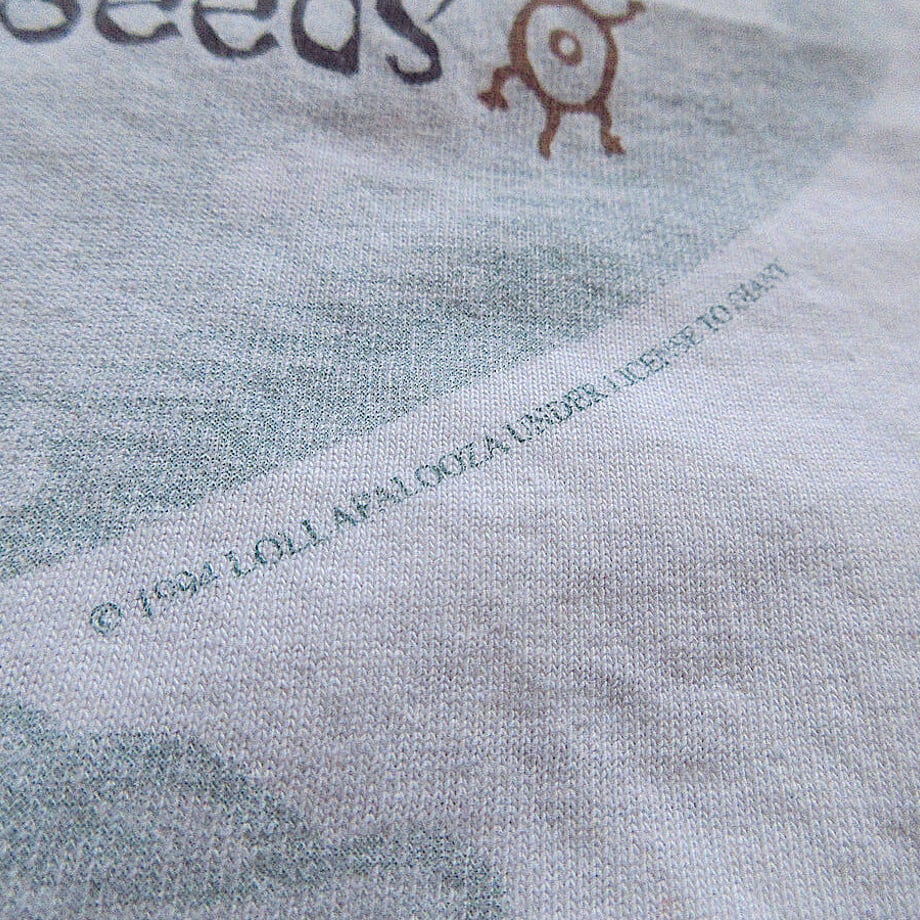 Seeds
© 1994 LOLLAPALOOZA UNDER LICENSE TO GIANT